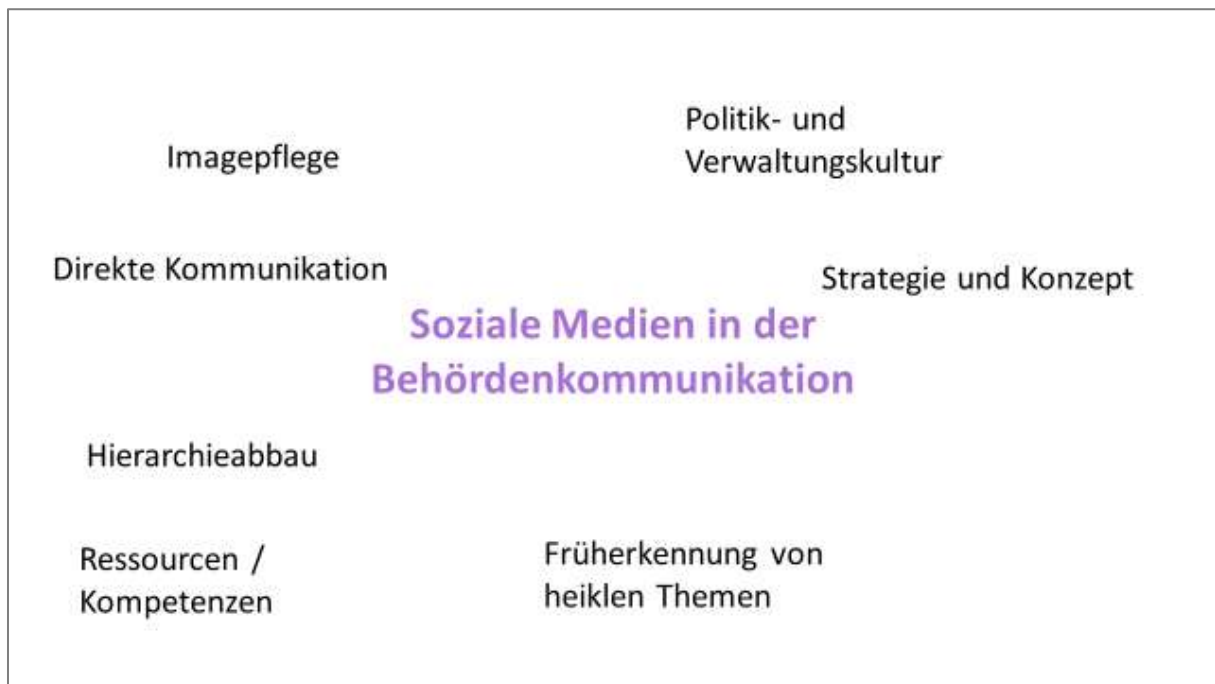 Imagepflege
Politik- und
Verwaltungskultur
Direkte Kommunikation
Strategie und Konzept
Soziale Medien in der
Behördenkommunikation
Hierarchieabbau
Ressourcen /
Kompetenzen
Früherkennung von
heiklen Themen